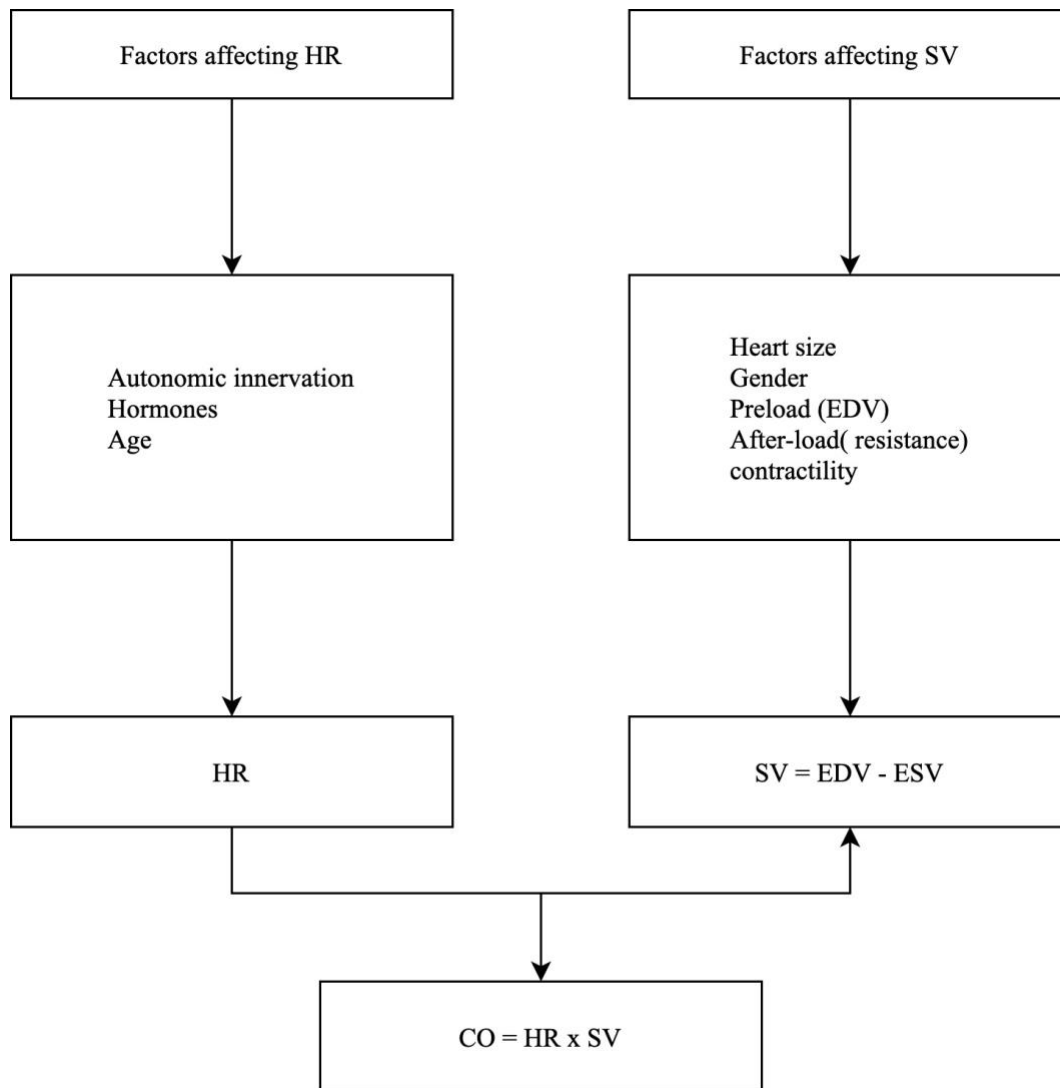 Factors affecting HR
Factors affecting SV
Autonomic innervation
Hormones
Age
Heart size
Gender
Preload (EDV)
After-load( resistance)
contractility
HR
SV = EDV - ESV
CO = HR x SV